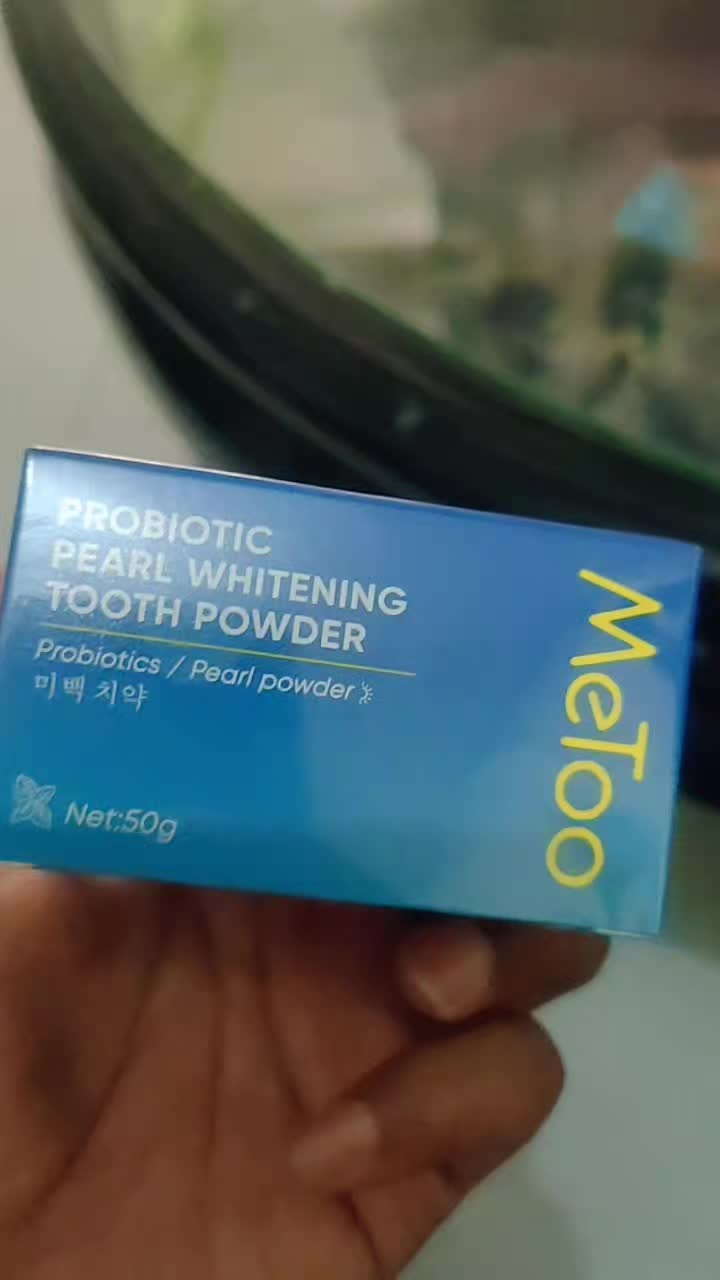 PROBIOTIC
PEARL WHITENING
TOOTH POWDER
Probiotics / Pearl powder
미백 치약
Net:50g
MeToo